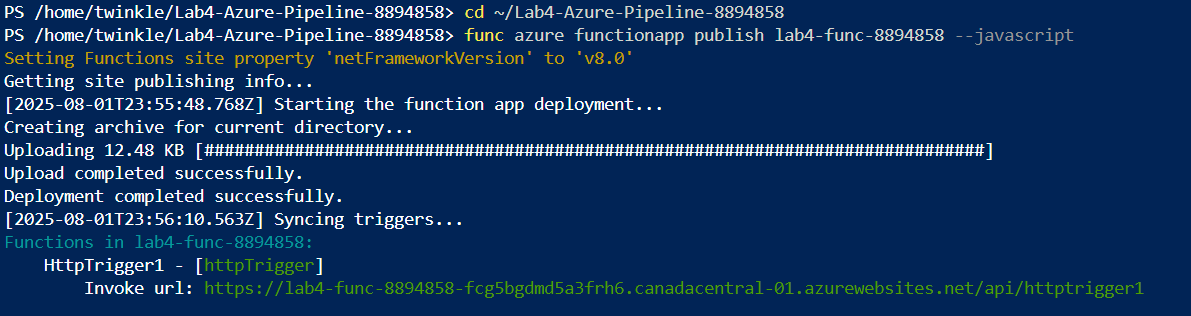 PS /home/twinkle/Lab4-Azure-Pipeline-8894858> cd ~/Lab4-Azure-Pipeline-8894858
PS /home/twinkle/Lab4-Azure-Pipeline-8894858> func azure functionapp publish lab4-func-8894858 --javascript
Setting Functions site property 'netFrameworkVersion' to 'v8.0'
Getting site publishing info...
[2025-08-01T23:55:48.768Z] Starting the function app deployment...
Creating archive for current directory...
Uploading 12.48 KB [##############################################################################]
Upload completed successfully.
Deployment completed successfully.
[2025-08-01T23:56:10.563Z] Syncing triggers...
Functions in lab4-func-8894858:
    HttpTrigger1 - [httpTrigger]
        Invoke url: https://lab4-func-8894858-fcg5bgdmd5a3frh6.canadacentral-01.azurewebsites.net/api/httptrigger1